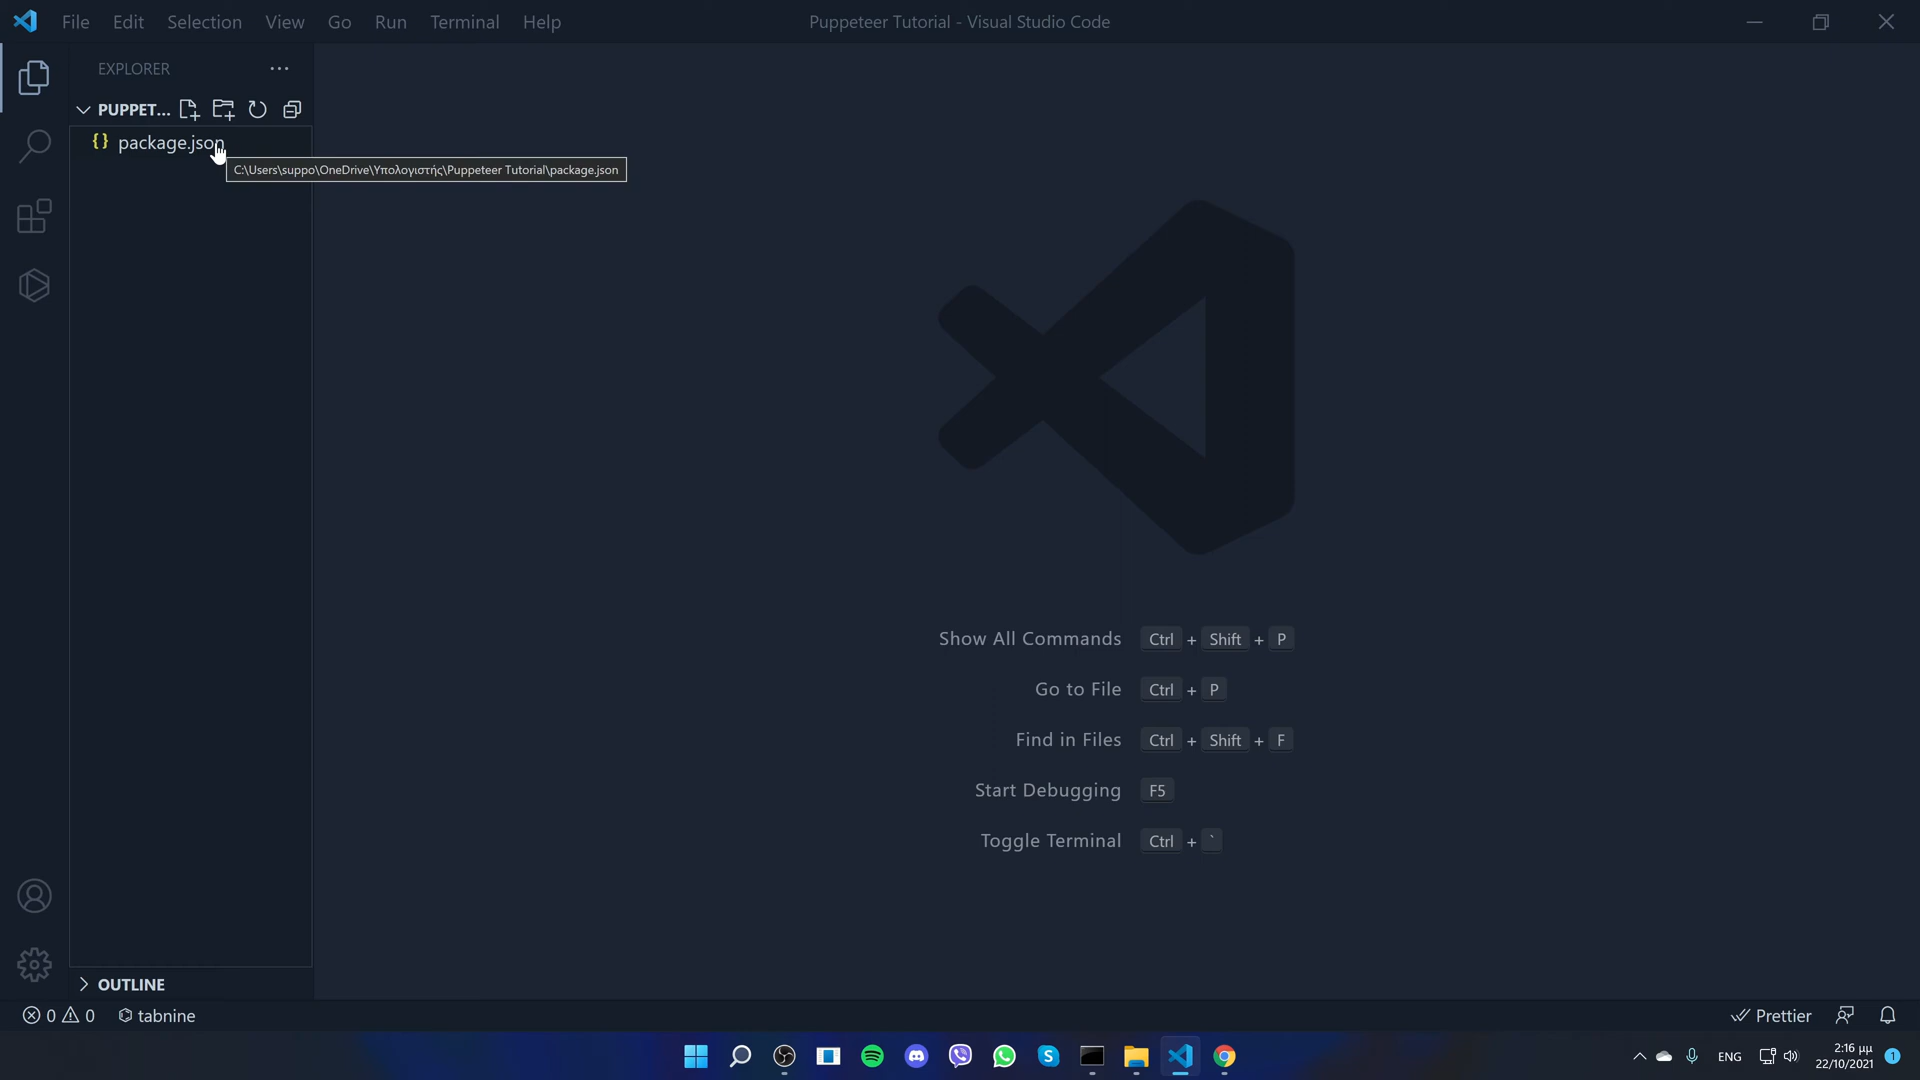 File Edit Selection View Go Run Terminal Help
Puppeteer Tutorial - Visual Studio Code
EXPLORER
PUPPET...
{} package.json
C:\Users\suppo\OneDrive\Υπολογιστής\Puppeteer Tutorial\package.json
Show All Commands Ctrl + Shift + P
Go to File Ctrl + P
Find in Files Ctrl + Shift + F
Start Debugging F5
Toggle Terminal Ctrl + `
OUTLINE
0 0 tabnine
Prettier
ENG
2:16 μμ
22/10/2021
1